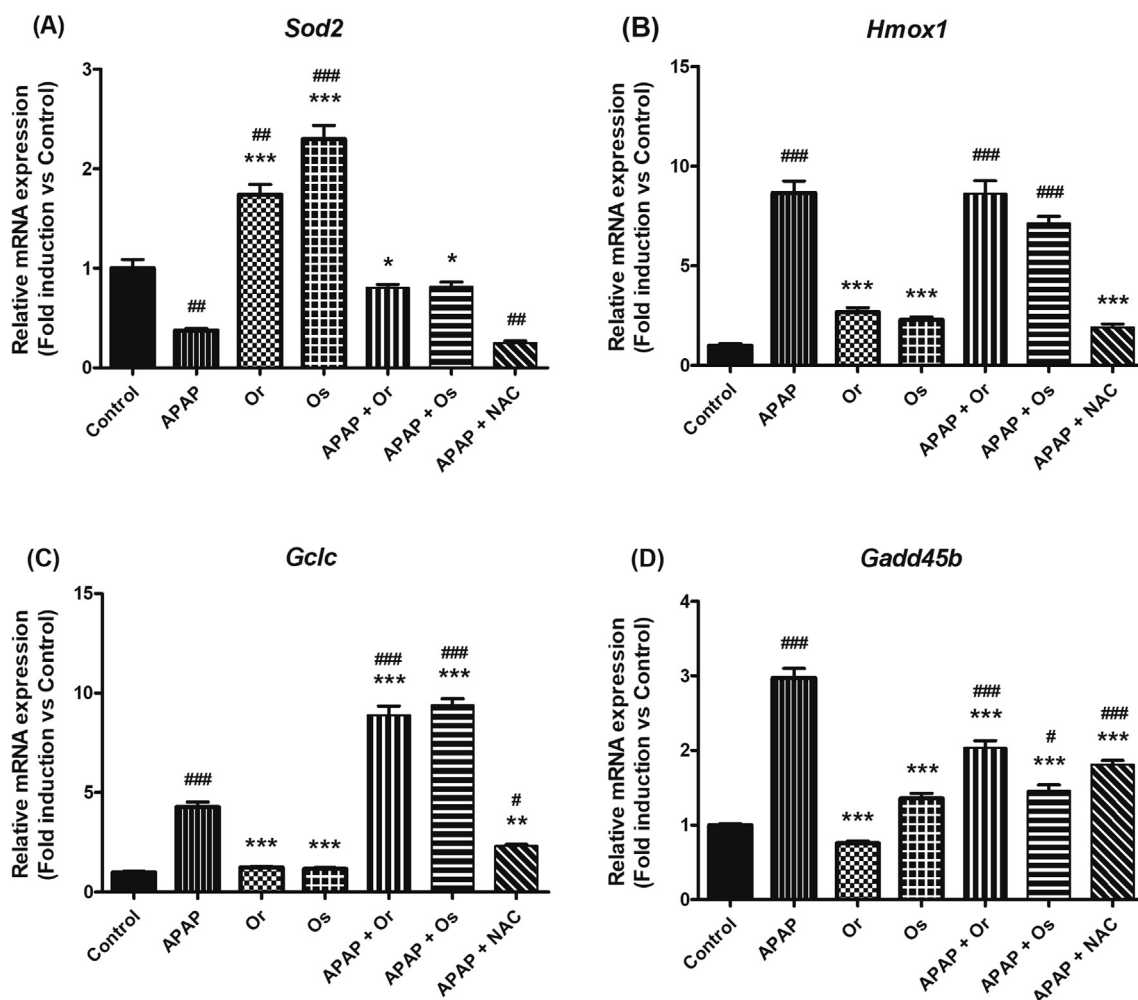 (A)
Sod2
Relative mRNA expression
(Fold induction vs Control)
3
2
1
0
##
##
***
###
***
*
*
##
Control
APAP
Or
Os
APAP + Or
APAP + Os
APAP + NAC
(B)
Hmox1
Relative mRNA expression
(Fold induction vs Control)
15
10
5
0
###
***
***
###
###
***
Control
APAP
Or
Os
APAP + Or
APAP + Os
APAP + NAC
(C)
Gclc
Relative mRNA expression
(Fold induction vs Control)
15
10
5
0
###
***
***
###
***
###
***
#
**
Control
APAP
Or
Os
APAP + Or
APAP + Os
APAP + NAC
(D)
Gadd45b
Relative mRNA expression
(Fold induction vs Control)
4
3
2
1
0
###
***
***
###
***
#
***
###
***
Control
APAP
Or
Os
APAP + Or
APAP + Os
APAP + NAC